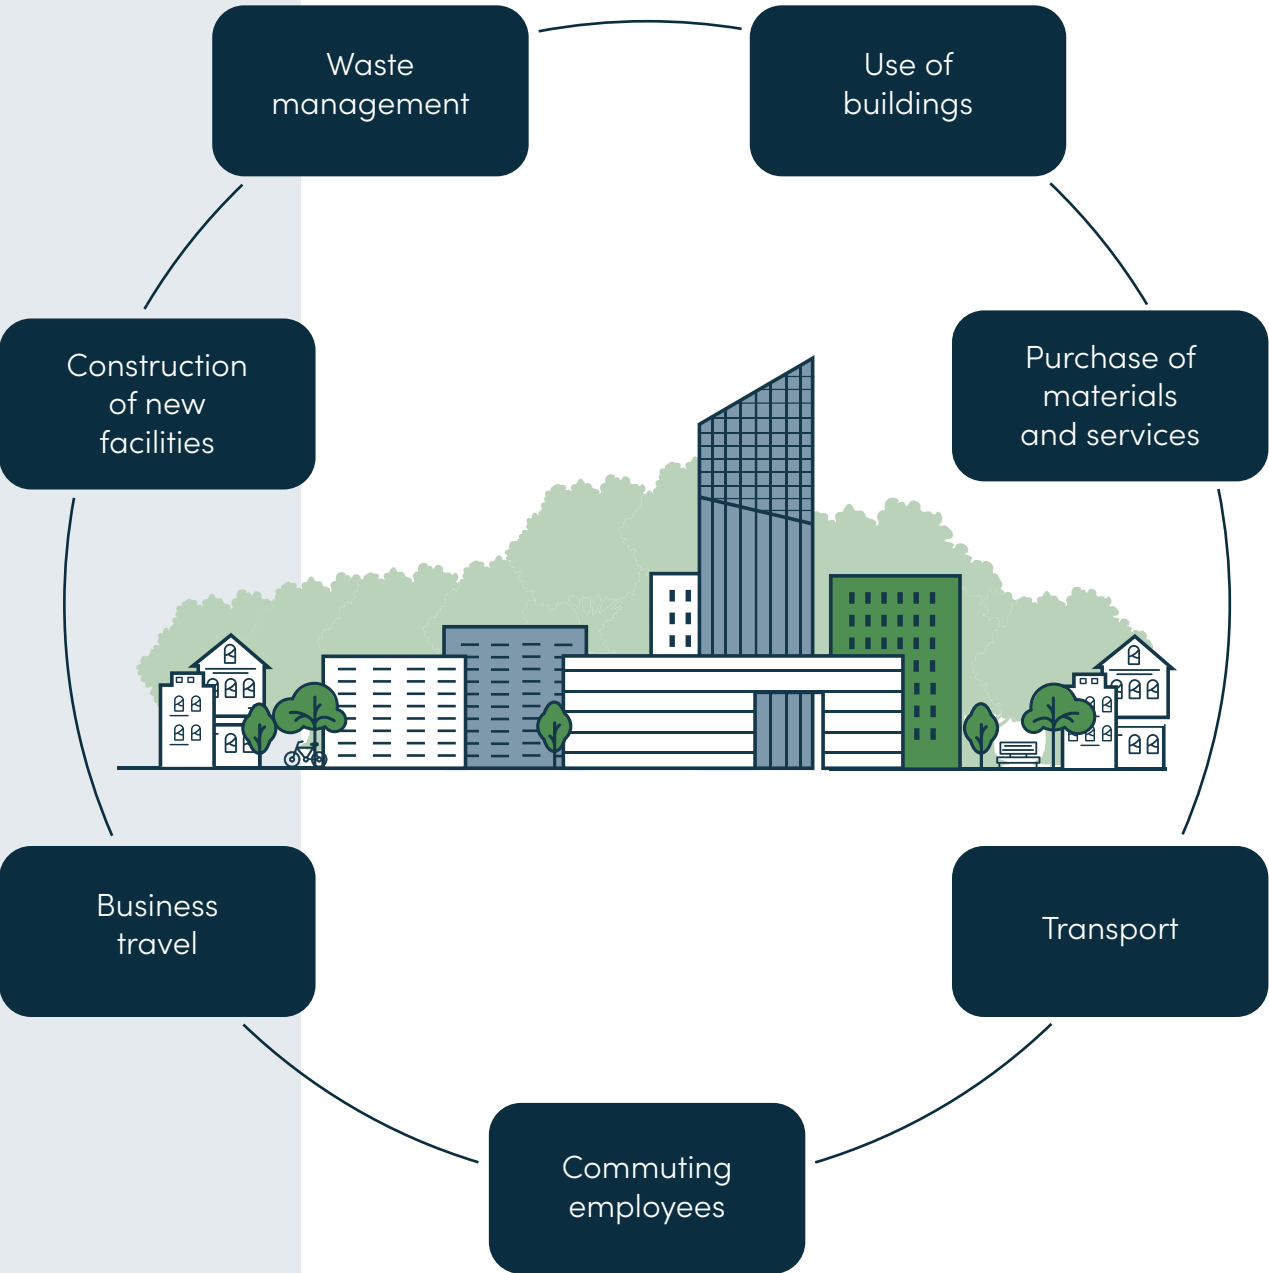 Waste
management
Use of
buildings
Construction
of new
facilities
Purchase of
materials
and services
Business
travel
Transport
Commuting
employees